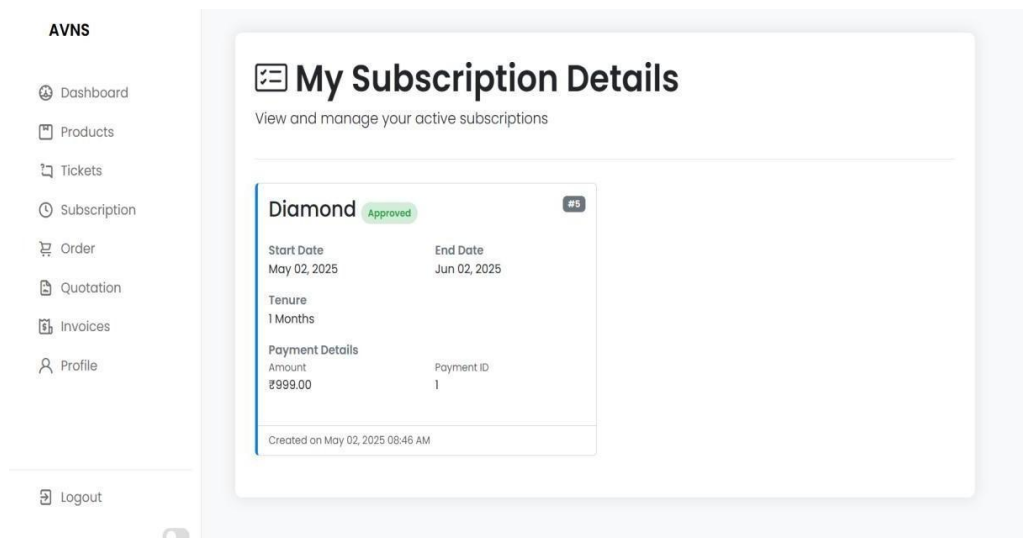 AVNS
Dashboard
Products
Tickets
Subscription
Order
Quotation
Invoices
Profile
Logout
My Subscription Details
View and manage your active subscriptions
Diamond Approved #5
Start Date End Date
May 02, 2025 Jun 02, 2025
Tenure
1 Months
Payment Details
Amount Payment ID
₹999.00 1
Created on May 02, 2025 08:46 AM